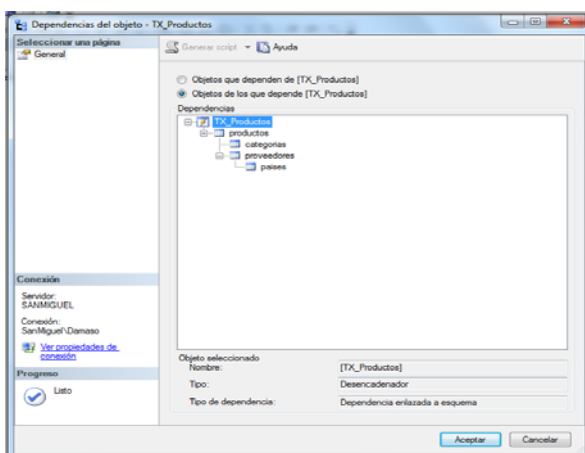 Dependencias del objeto - TX_Productos
Seleccionar una página
General
Generar script
Ayuda
Objetos que dependen de [TX_Productos]
Objetos de los que depende [TX_Productos]
Dependencias
TX_Productos
productos
categorias
proveedores
paises
Conexión
Servidor:
SANMIGUEL
Conexión:
SanMiguel\Damaso
Ver propiedades de
conexión
Progreso
Listo
Objeto seleccionado
Nombre: [TX_Productos]
Tipo: Desencadenador
Tipo de dependencia: Dependencia enlazada a esquema
Aceptar
Cancelar